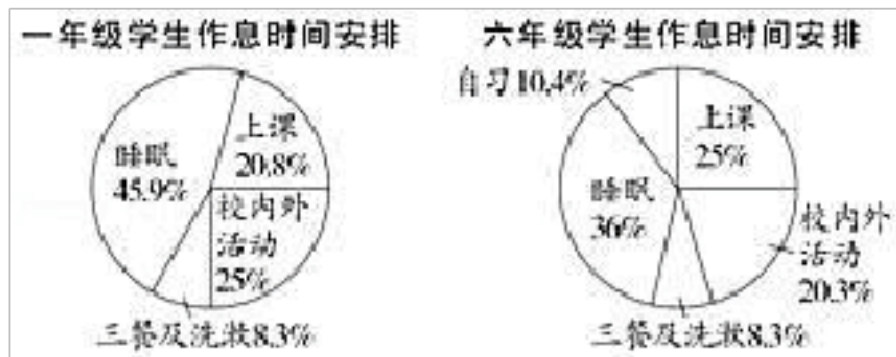 一年级学生作息时间安排
上课
20.8%
校内外
活动
25%
三餐及洗漱8.3%
睡眠
45.9%
六年级学生作息时间安排
上课
25%
校内外
活动
20.3%
三餐及洗漱8.3%
睡眠
36%
自习10.4%